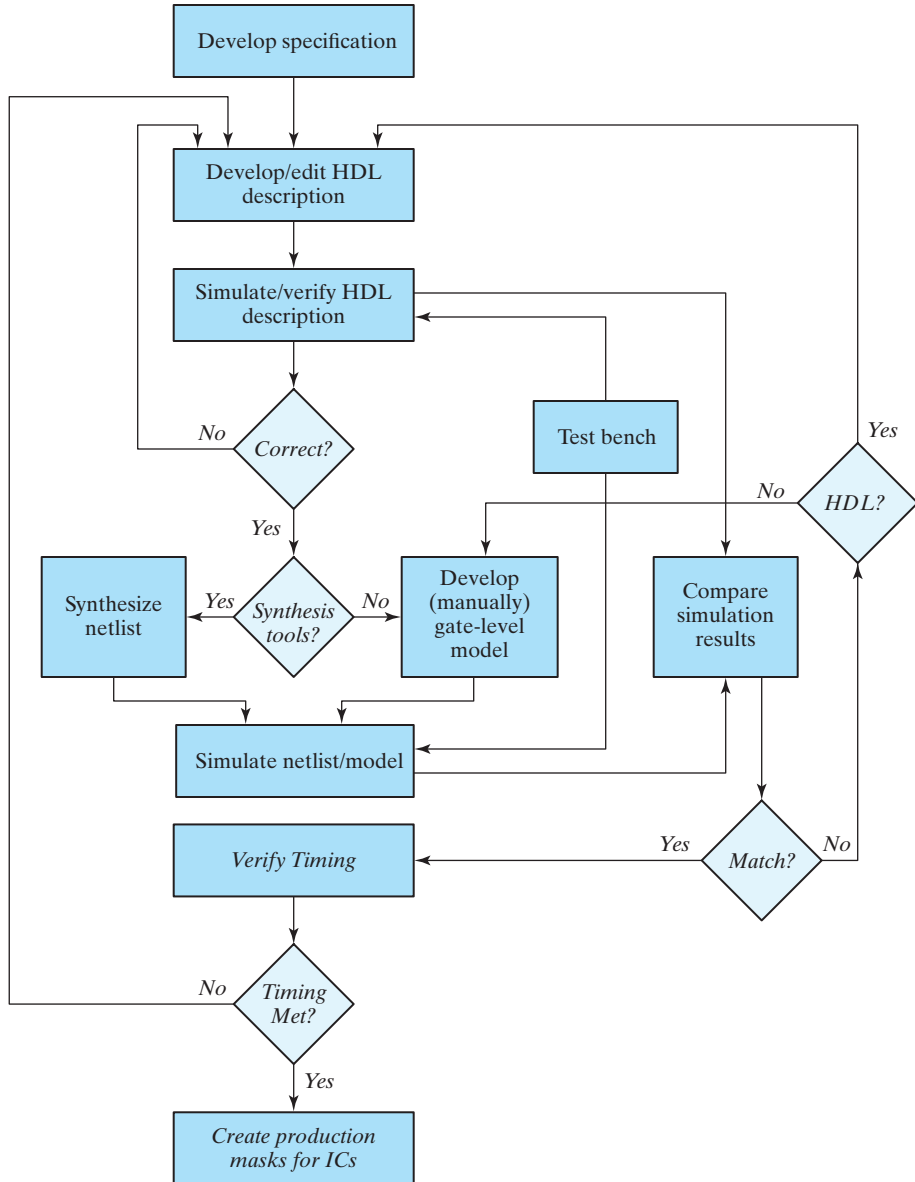 Develop specification
Develop/edit HDL
description
Simulate/verify HDL
description
No
Correct?
Test bench
Yes
No
HDL?
Yes
Synthesize
netlist
Yes
Synthesis
tools?
No
Develop
(manually)
gate-level
model
Compare
simulation
results
Simulate netlist/model
Verify Timing
Yes
Match?
No
No
Timing
Met?
Yes
Create production
masks for ICs